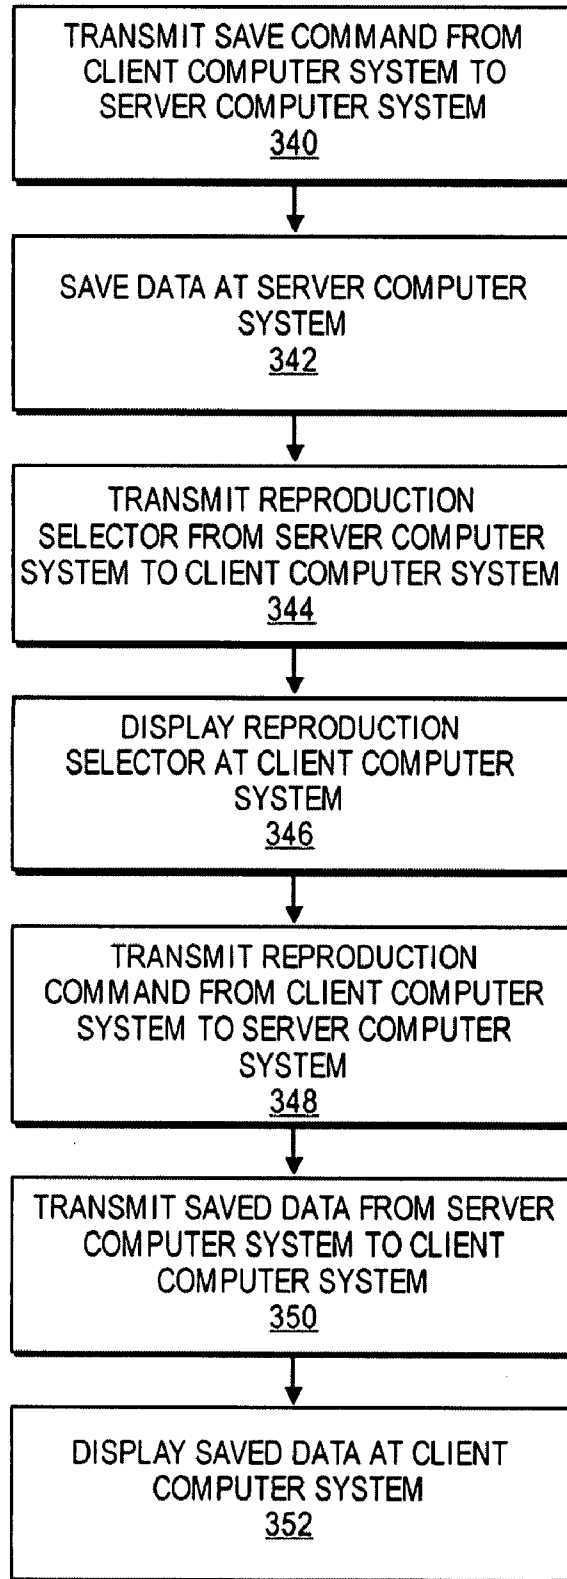 TRANSMIT SAVE COMMAND FROM
CLIENT COMPUTER SYSTEM TO
SERVER COMPUTER SYSTEM
340
SAVE DATA AT SERVER COMPUTER
SYSTEM
342
TRANSMIT REPRODUCTION
SELECTOR FROM SERVER COMPUTER
SYSTEM TO CLIENT COMPUTER SYSTEM
344
DISPLAY REPRODUCTION
SELECTOR AT CLIENT COMPUTER
SYSTEM
346
TRANSMIT REPRODUCTION
COMMAND FROM CLIENT COMPUTER
SYSTEM TO SERVER COMPUTER
SYSTEM
348
TRANSMIT SAVED DATA FROM SERVER
COMPUTER SYSTEM TO CLIENT
COMPUTER SYSTEM
350
DISPLAY SAVED DATA AT CLIENT
COMPUTER SYSTEM
352